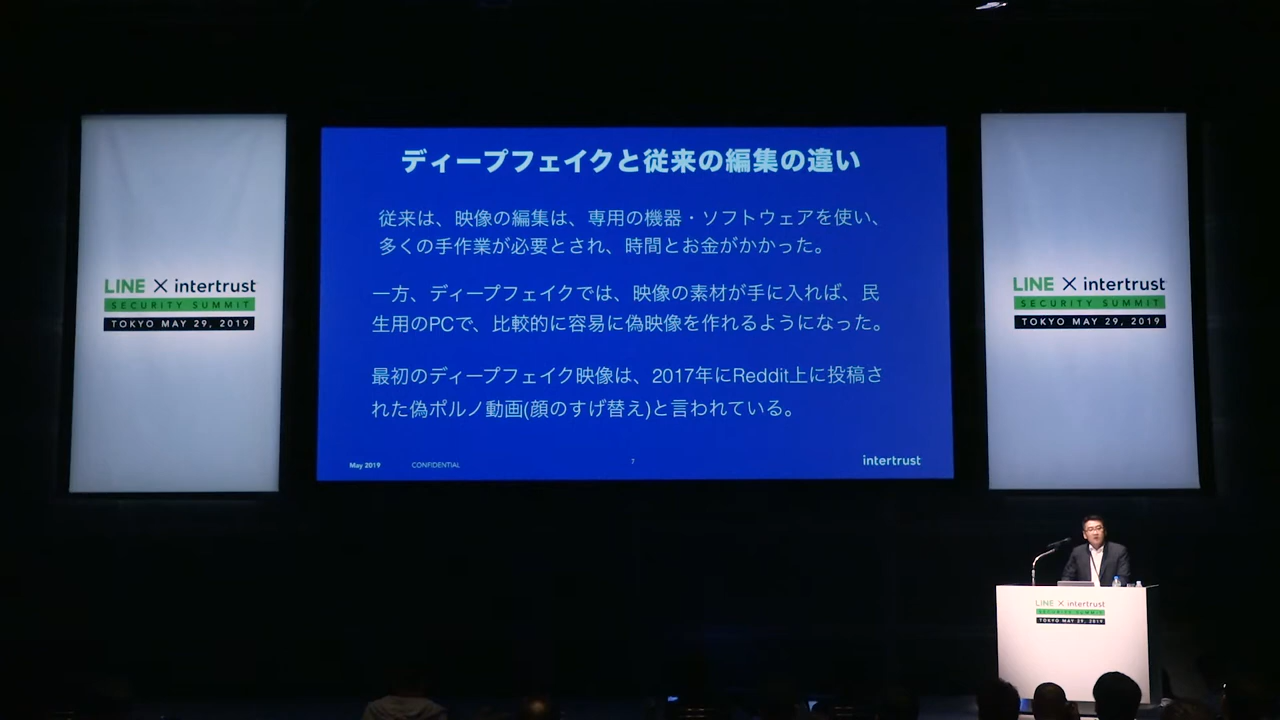 ディープフェイクと従来の編集の違い
従来は、映像の編集は、専用の機器・ソフトウェアを使い、
多くの手作業が必要とされ、時間とお金がかかった。
一方、ディープフェイクでは、映像の素材が手に入れば、民
生用のPCで、比較的に容易に偽映像を作れるようになった。
最初のディープフェイク映像は、2017年にReddit上に投稿さ
れた偽ポルノ動画(顔のすげ替え)と言われている。
May 2019 CONFIDENTIAL 7 intertrust
LINE X intertrust
SECURITY SUMMIT
TOKYO MAY 29, 2019
LINE X intertrust
SECURITY SUMMIT
TOKYO MAY 29, 2019
LINE X intertrust
SECURITY SUMMIT
TOKYO MAY 29, 2019